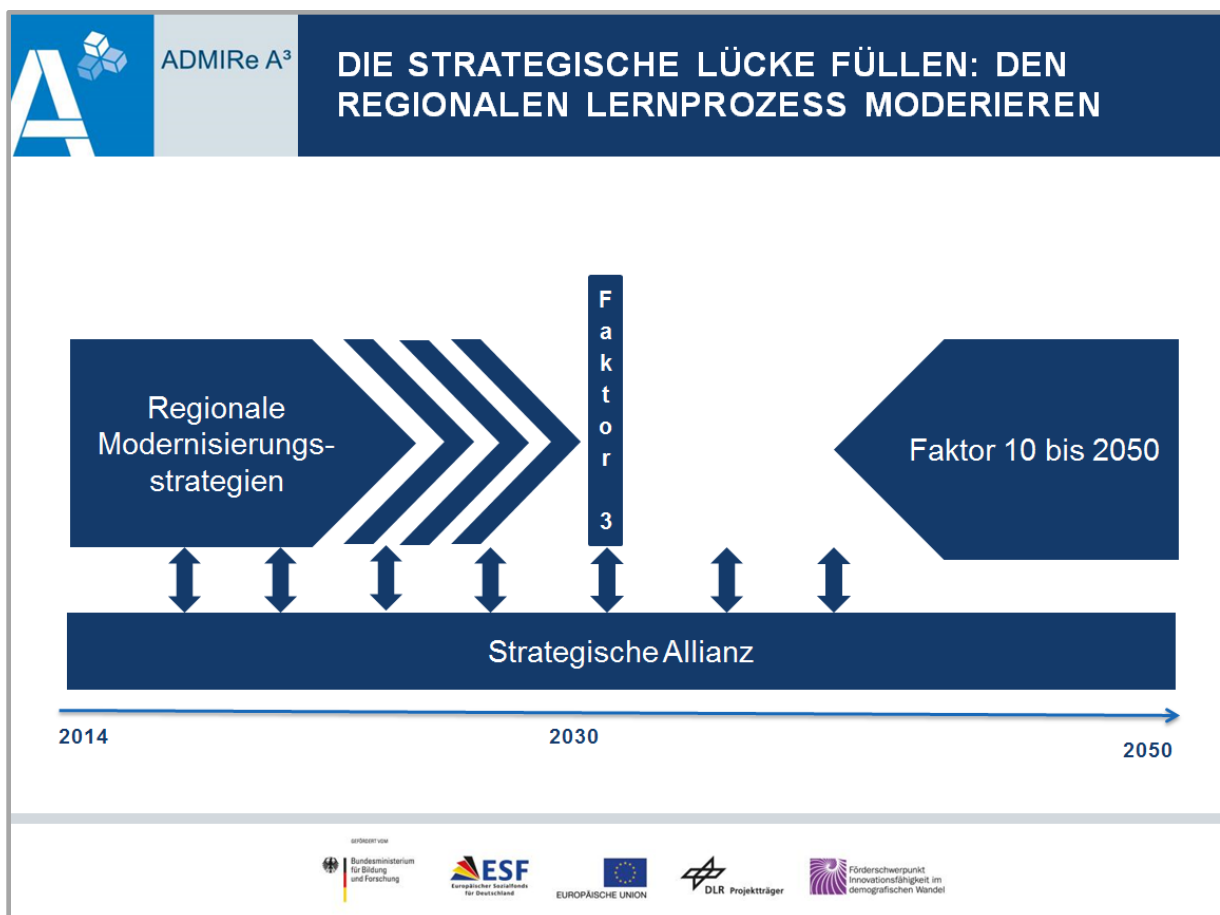 ADMIRe A³
DIE STRATEGISCHE LÜCKE FÜLLEN: DEN
REGIONALEN LERNPROZESS MODERIEREN
Faktor 3
Regionale
Modernisierungs-
strategien
Faktor 10 bis 2050
Strategische Allianz
2014
2030
2050
GEFÖRDERT VOM
Bundesministerium
für Bildung
und Forschung
ESF
Europäischer Sozialfonds
für Deutschland
EUROPÄISCHE UNION
DLR Projektträger
Förderschwerpunkt
Innovationsfähigkeit im
demografischen Wandel